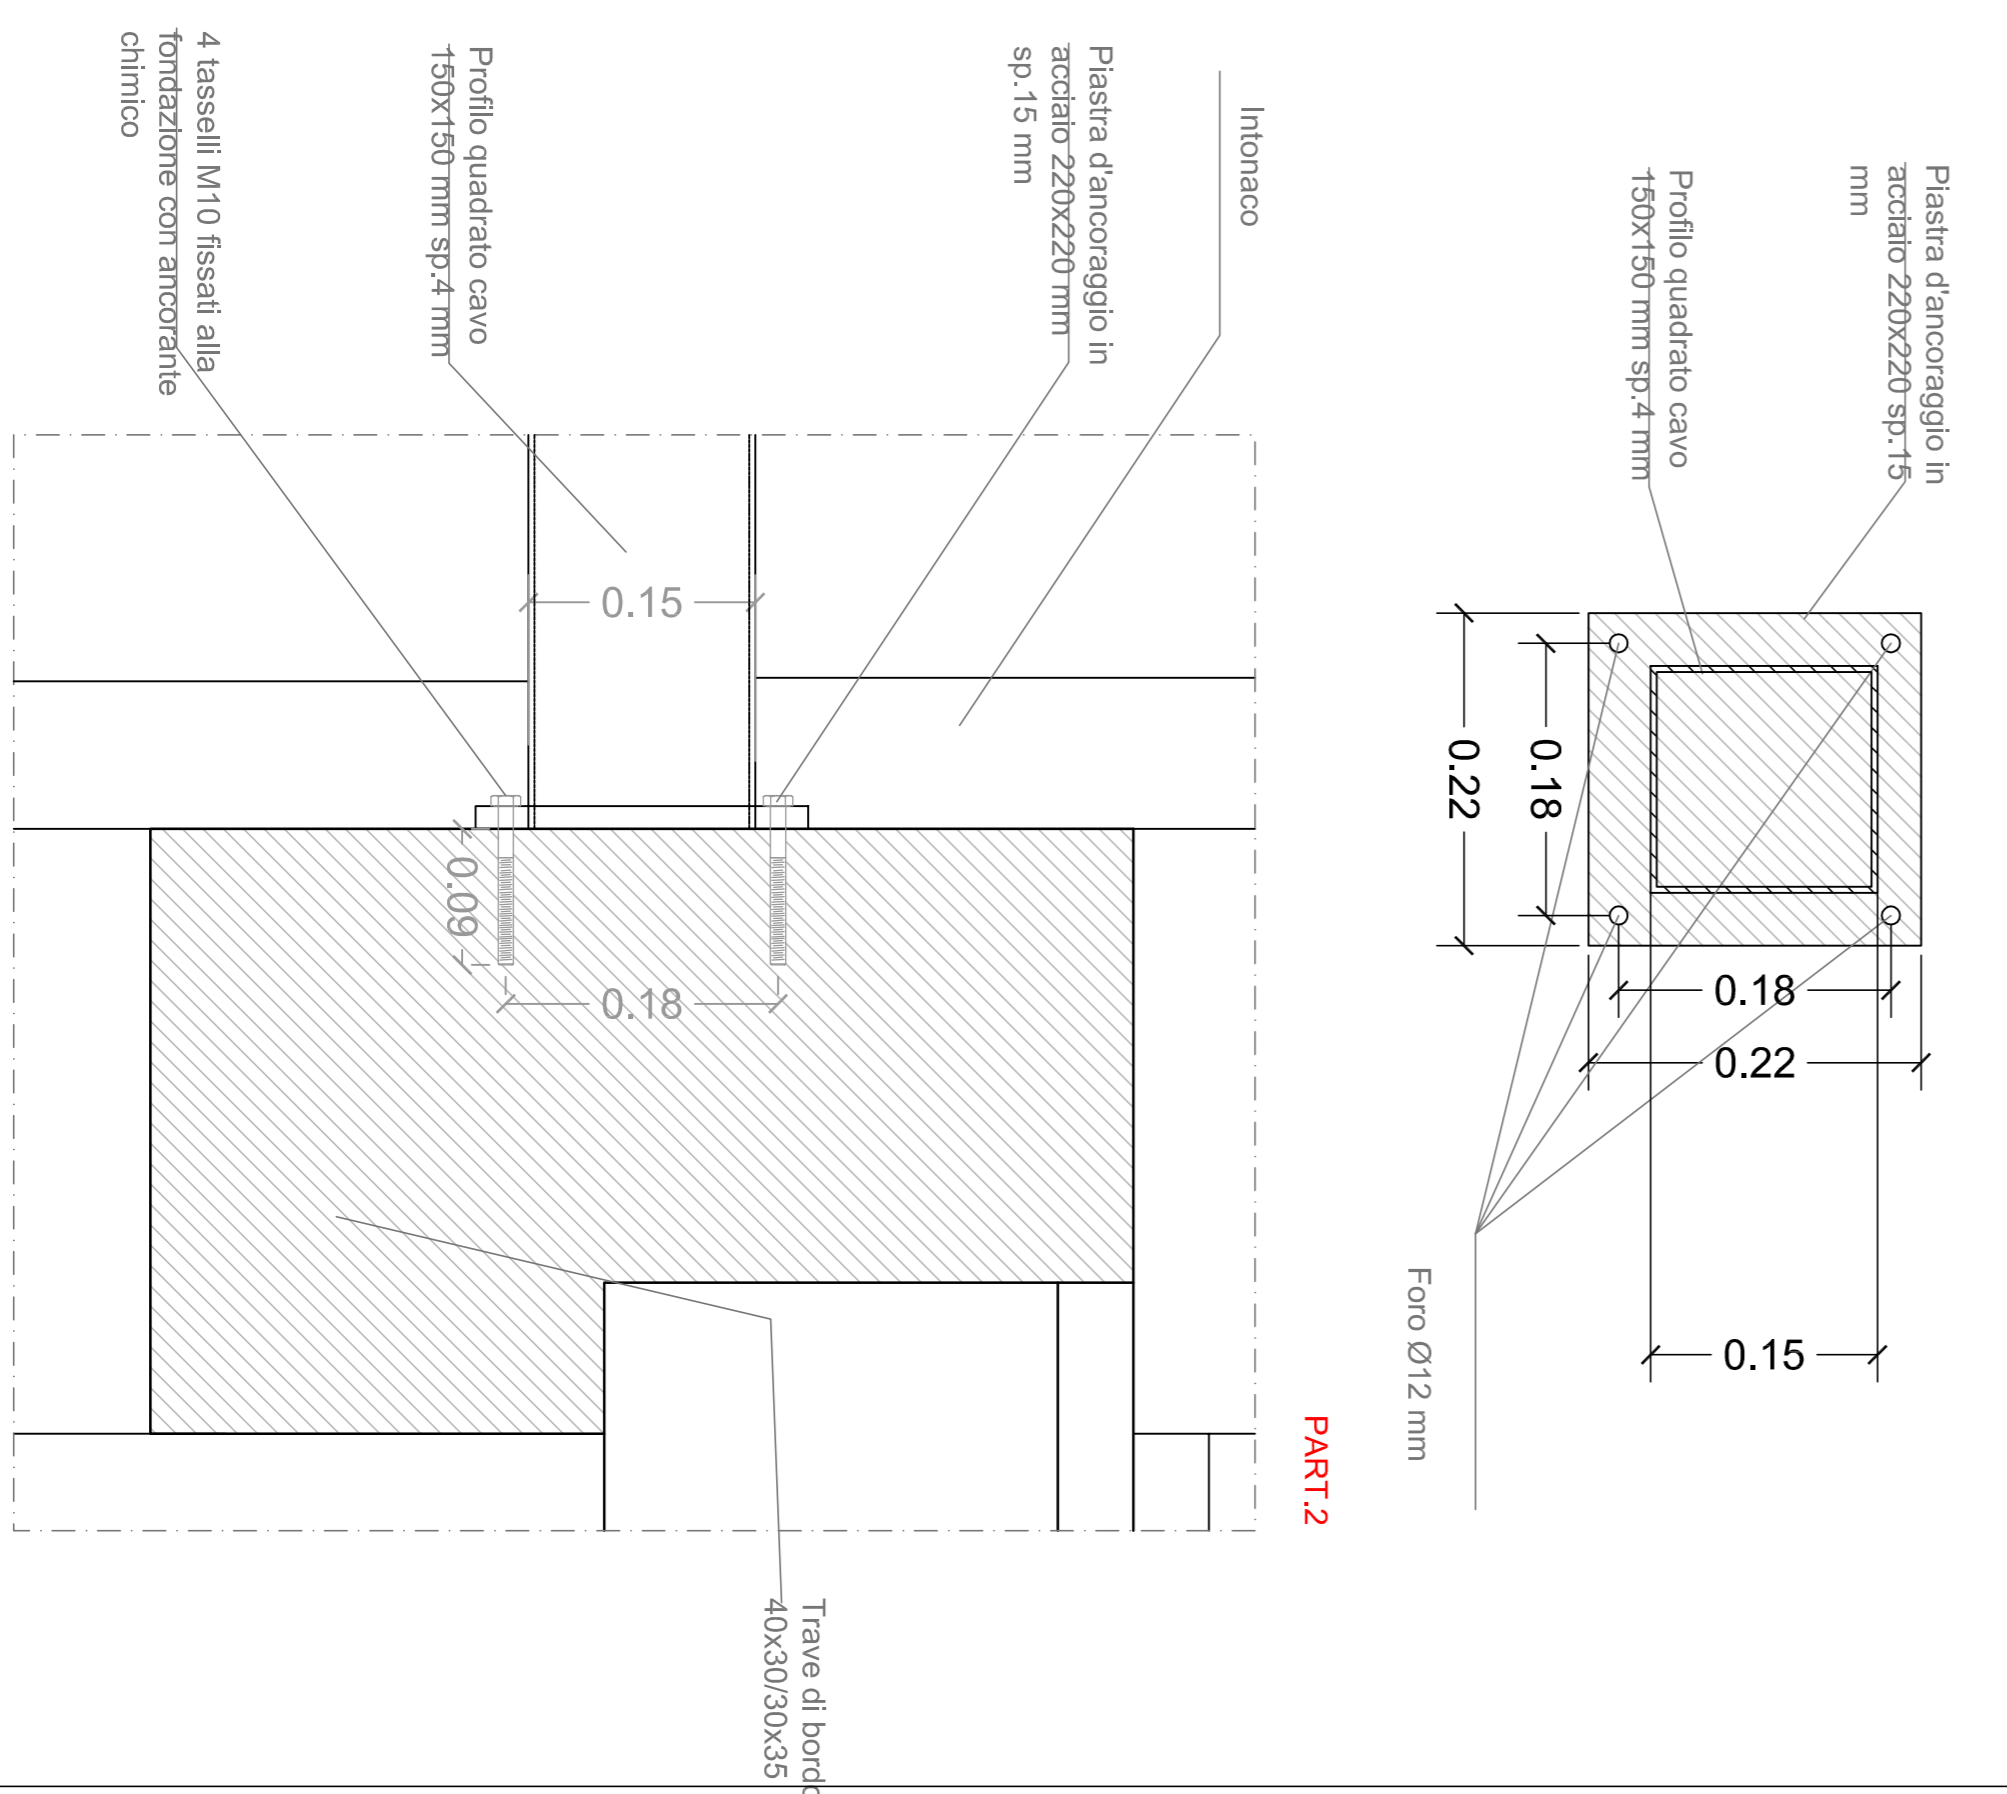 4 tasselli M10 fissati alla
fondazione con ancorante
chimico
Profilo quadrato cavo
150x150 mm sp.4 mm
Piastra d'ancoraggio in
acciaio 220x220 mm
sp.15 mm
Intonaco
Profilo quadrato cavo
150x150 mm sp.4 mm
Piastra d'ancoraggio in
acciaio 220x220 sp.15
mm
0.15
0.09
0.18
0.22
0.18
0.18
0.22
0.15
Foro Ø12 mm
PART.2
Trave di bordo
40x30/30x35